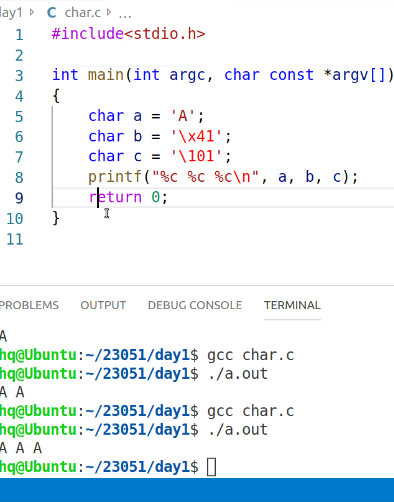 ay1 > C char.c > ...
1 #include<stdio.h>
2
3 int main(int argc, char const *argv[])
4 {
5     char a = 'A';
6     char b = '\x41';
7     char c = '\101';
8     printf("%c %c %c\n", a, b, c);
9     return 0;
10 }
11
PROBLEMS OUTPUT DEBUG CONSOLE TERMINAL
A
hq@Ubuntu:~/23051/day1$ gcc char.c
hq@Ubuntu:~/23051/day1$ ./a.out
A A
hq@Ubuntu:~/23051/day1$ gcc char.c
hq@Ubuntu:~/23051/day1$ ./a.out
A A A
hq@Ubuntu:~/23051/day1$